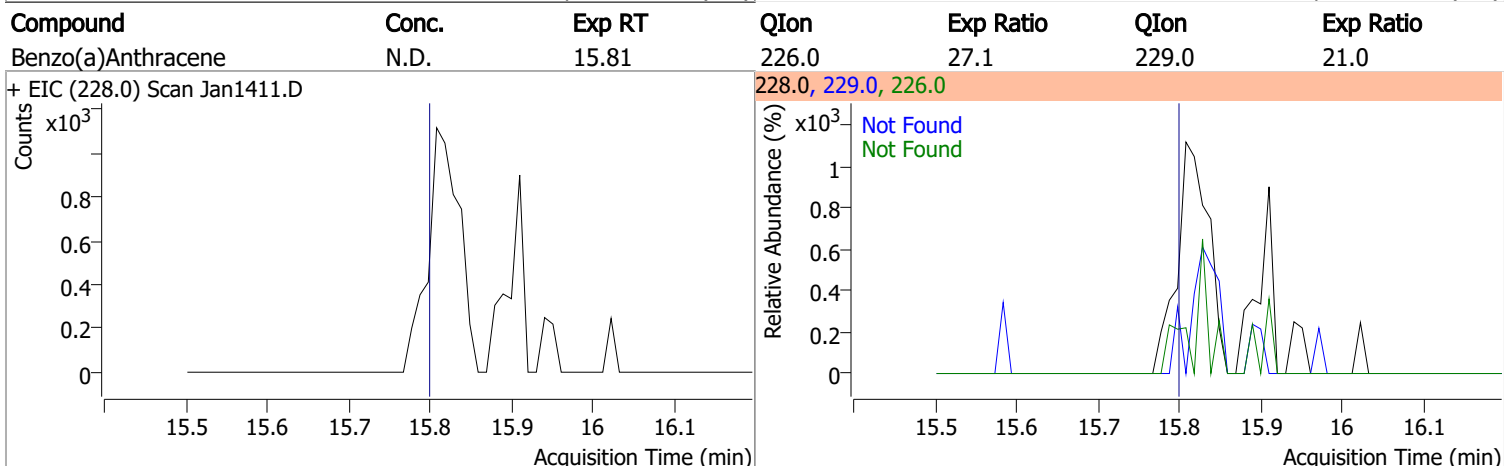 Compound Conc. Exp RT QIon Exp Ratio QIon Exp Ratio
Benzo(a)Anthracene N.D. 15.81 226.0 27.1 229.0 21.0
+ EIC (228.0) Scan Jan1411.D
Counts
x10³
0.8
0.6
0.4
0.2
0
15.5 15.6 15.7 15.8 15.9 16 16.1
Acquisition Time (min)
228.0, 229.0, 226.0
Relative Abundance (%)
x10³
Not Found
Not Found
1
0.8
0.6
0.4
0.2
0
15.5 15.6 15.7 15.8 15.9 16 16.1
Acquisition Time (min)